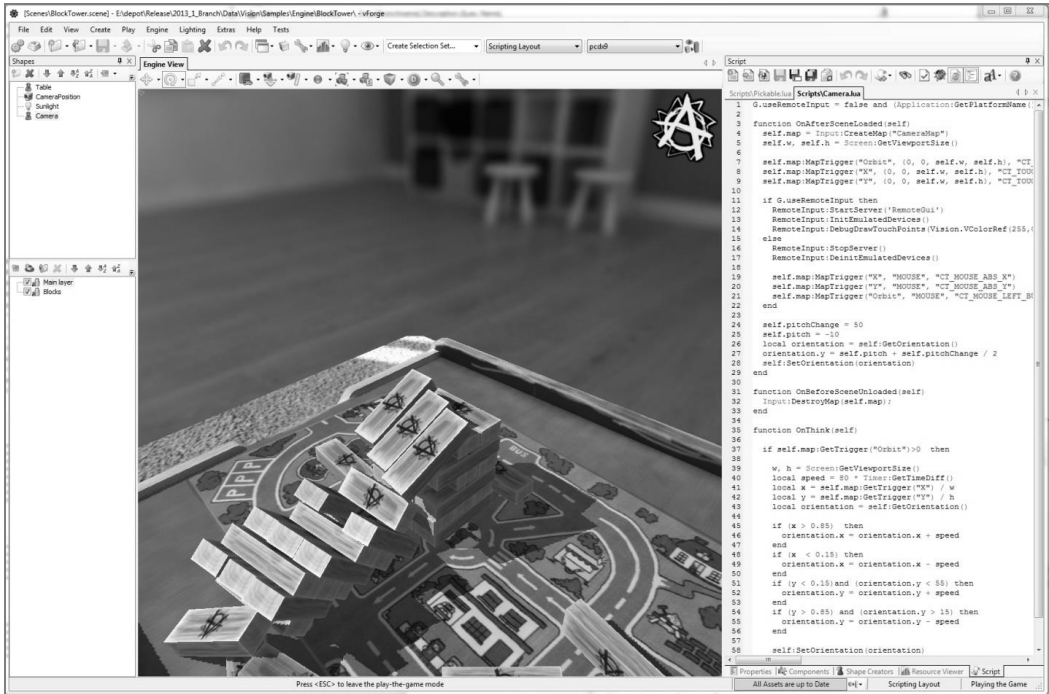 [Scenes\BlockTower.scene] - E:\depot\Release\2013_1_Branch\Data\Vision\Samples\Engine\BlockTower\ - vForge
File Edit View Create Play Engine Lighting Extras Help Tests
Create Selection Set... Scripting Layout pcdx9
Shapes
Engine View
Script
Table
CameraPosition
Sunlight
Camera
Main layer
Blocks
BUS
PPP
Scripts\Pickable.lua Scripts\Camera.lua
1 G.useRemoteInput = false and (Application:GetPlatformName(
2
3 function OnAfterSceneLoaded(self)
4 self.map = Input:CreateMap("CameraMap")
5 self.w, self.h = Screen:GetViewportSize()
6
7 self.map:MapTrigger("Orbit", {0, 0, self.w, self.h}, "CT_
8 self.map:MapTrigger("X", {0, 0, self.w, self.h}, "CT_TOUC
9 self.map:MapTrigger("Y", {0, 0, self.w, self.h}, "CT_TOUC
10
11 if G.useRemoteInput then
12 RemoteInput:StartServer('RemoteGui')
13 RemoteInput:InitEmulatedDevices()
14 RemoteInput:DebugDrawTouchPoints(Vision.VColorRef(255,
15 else
16 RemoteInput:StopServer()
17 RemoteInput:DeinitEmulatedDevices()
18
19 self.map:MapTrigger("X", "MOUSE", "CT_MOUSE_ABS_X")
20 self.map:MapTrigger("Y", "MOUSE", "CT_MOUSE_ABS_Y")
21 self.map:MapTrigger("Orbit", "MOUSE", "CT_MOUSE_LEFT_B
22 end
23
24 self.pitchChange = 50
25 self.pitch = -10
26 local orientation = self:GetOrientation()
27 orientation.y = self.pitch + self.pitchChange / 2
28 self:SetOrientation(orientation)
29 end
30
31 function OnBeforeSceneUnloaded(self)
32 Input:DestroyMap(self.map);
33 end
34
35 function OnThink(self)
36
37 if self.map:GetTrigger("Orbit")>0 then
38
39 w, h = Screen:GetViewportSize()
40 local speed = 80 * Timer:GetTimeDiff()
41 local x = self.map:GetTrigger("X") / w
42 local y = self.map:GetTrigger("Y") / h
43 local orientation = self:GetOrientation()
44
45 if (x > 0.85) then
46 orientation.x = orientation.x + speed
47 end
48 if (x < 0.15) then
49 orientation.x = orientation.x - speed
50 end
51 if (y < 0.15)and (orientation.y < 55) then
52 orientation.y = orientation.y + speed
53 end
54 if (y > 0.85) and (orientation.y > 15) then
55 orientation.y = orientation.y - speed
56 end
57
58 self:SetOrientation(orientation)
Properties Components Shape Creators Resource Viewer Script
Press <ESC> to leave the play-the-game mode
All Assets are up to Date Scripting Layout Playing the Game